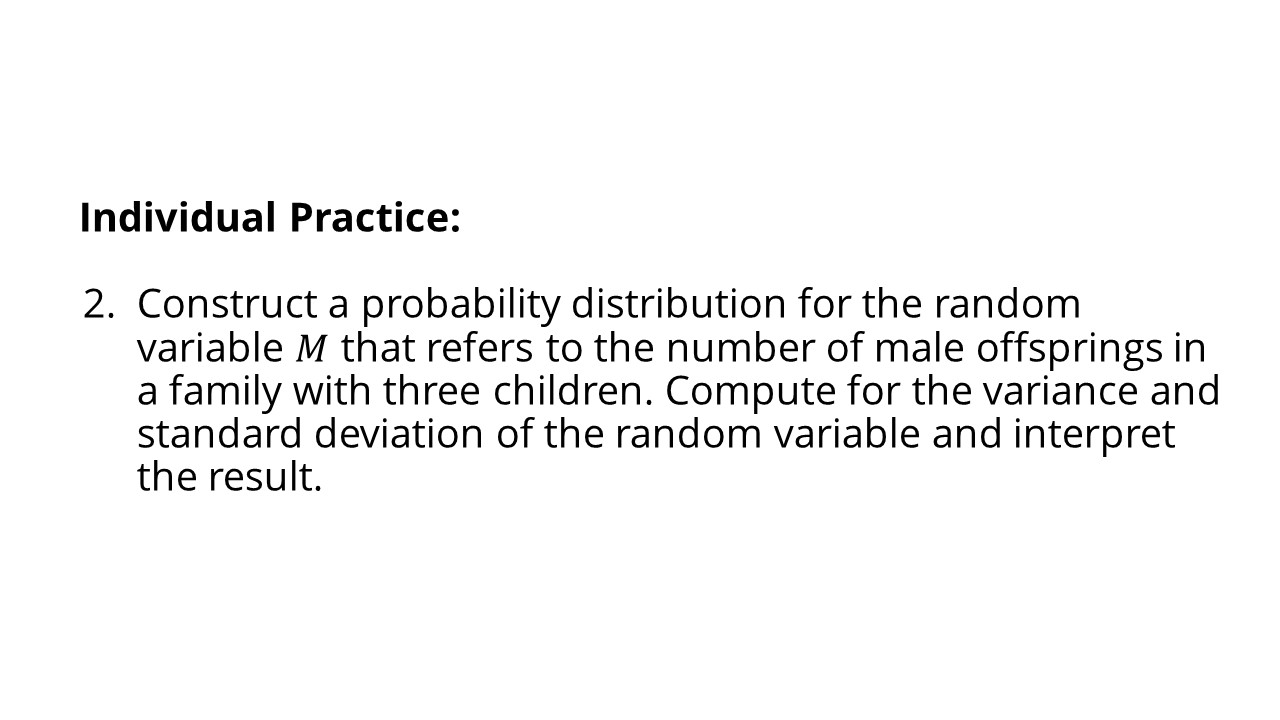 Individual Practice:
2. Construct a probability distribution for the random
variable M that refers to the number of male offsprings in
a family with three children. Compute for the variance and
standard deviation of the random variable and interpret
the result.